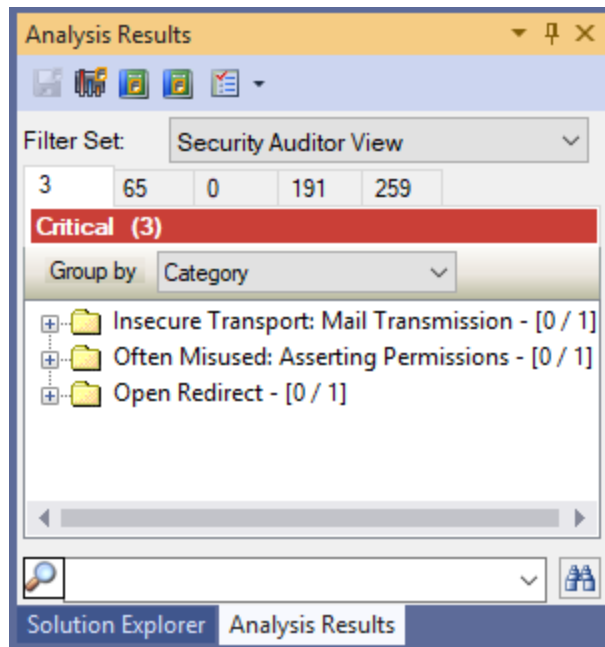 Analysis Results
Filter Set: Security Auditor View
3 65 0 191 259
Critical (3)
Group by Category
Insecure Transport: Mail Transmission - [0 / 1]
Often Misused: Asserting Permissions - [0 / 1]
Open Redirect - [0 / 1]
Solution Explorer Analysis Results